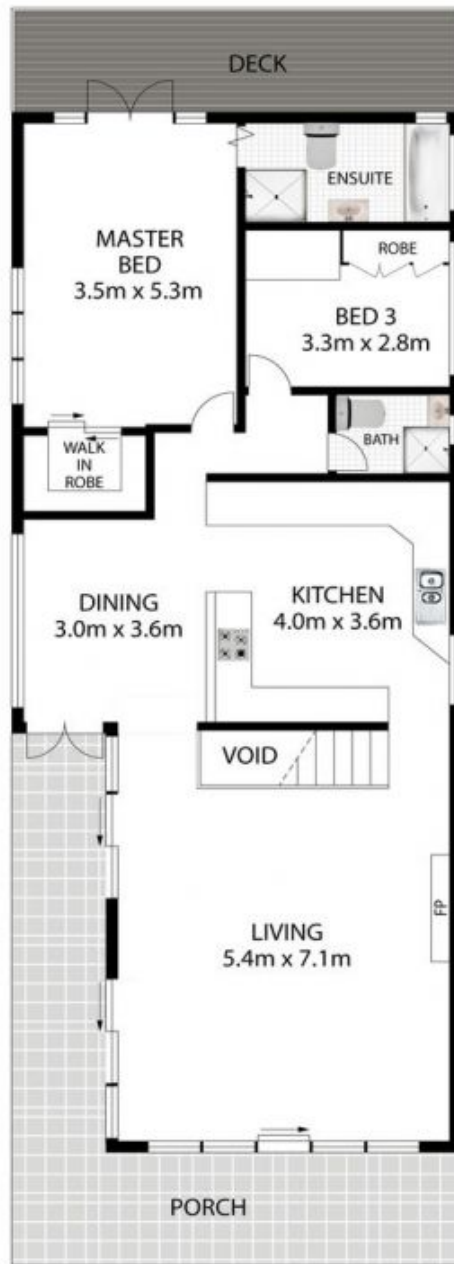 DECK
ENSUITE
MASTER
BED
3.5m x 5.3m
ROBE
BED 3
3.3m x 2.8m
BATH
WALK
IN
ROBE
DINING
3.0m x 3.6m
KITCHEN
4.0m x 3.6m
VOID
FP
LIVING
5.4m x 7.1m
PORCH